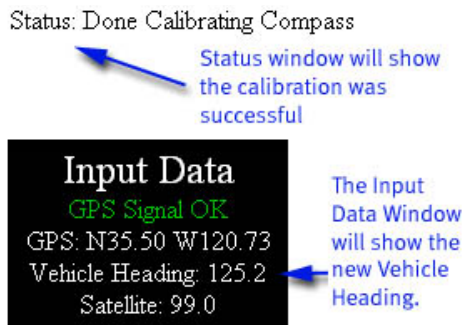 Status: Done Calibrating Compass
Status window will show
the calibration was
successful
Input Data
GPS Signal OK
GPS: N35.50 W120.73
Vehicle Heading: 125.2
Satellite: 99.0
The Input
Data Window
will show the
new Vehicle
Heading.